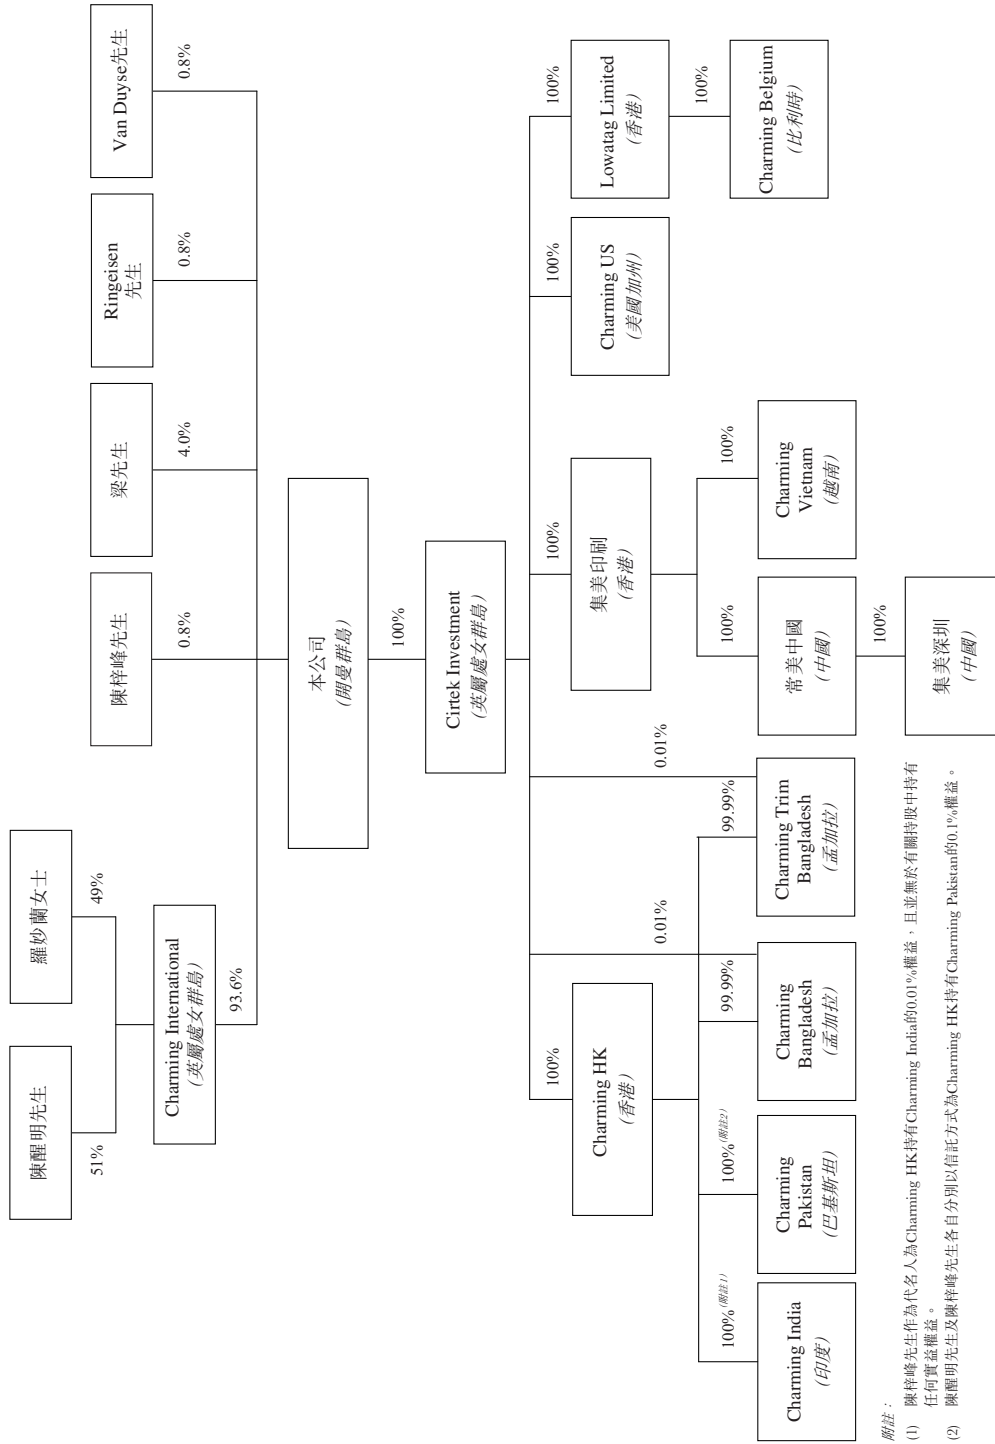 陳醒明先生
羅妙蘭女士
51%
49%
Charming International
(英屬處女群島)
陳梓峰先生
梁先生
Ringeisen
先生
Van Duyse先生
93.6%
0.8%
4.0%
0.8%
0.8%
本公司
(開曼群島)
100%
Cirtek Investment
(英屬處女群島)
100%
0.01%
0.01%
100%
100%
100%
Charming HK
(香港)
集美印刷
(香港)
Charming US
(美國加州)
Lowatag Limited
(香港)
100%(附註1)
100%(附註2)
99.99%
99.99%
100%
100%
100%
Charming India
(印度)
Charming
Pakistan
(巴基斯坦)
Charming
Bangladesh
(孟加拉)
Charming Trim
Bangladesh
(孟加拉)
常美中國
(中國)
Charming
Vietnam
(越南)
Charming Belgium
(比利時)
100%
集美深圳
(中國)
附註：
(1) 陳梓峰先生作為代名人為Charming HK持有Charming India的0.01%權益，且並無於有關持股中持有
任何實益權益。
(2) 陳醒明先生及陳梓峰先生各自分別以信託方式為Charming HK持有Charming Pakistan的0.1%權益。